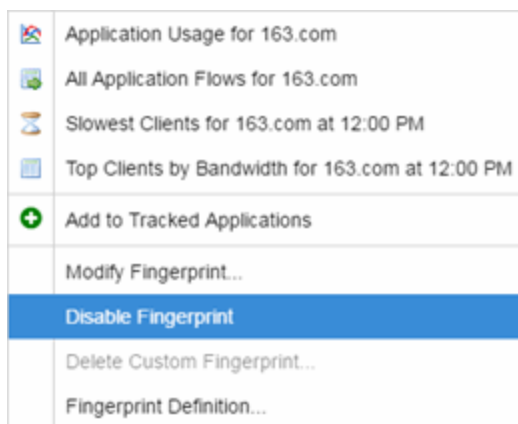 Application Usage for 163.com
All Application Flows for 163.com
Slowest Clients for 163.com at 12:00 PM
Top Clients by Bandwidth for 163.com at 12:00 PM
Add to Tracked Applications
Modify Fingerprint...
Disable Fingerprint
Delete Custom Fingerprint...
Fingerprint Definition...